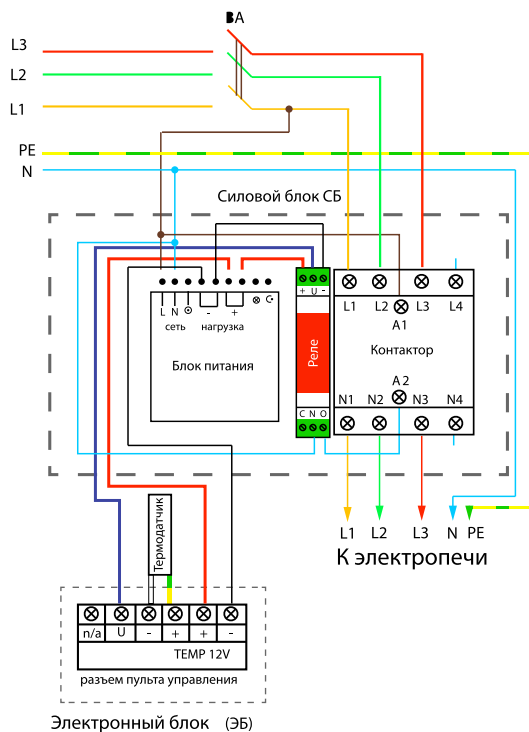 ВА
L3
L2
L1
PE
N
Силовой блок СБ
+ U -
L N
- +
сеть нагрузка
Блок питания
Реле
C N O
L1 L2 L3 L4
A1
Контактор
A2
N1 N2 N3 N4
L1 L2 L3 N PE
К электропечи
Термодатчик
n/a U - + + -
TEMP 12V
разъем пульта управления
Электронный блок (ЭБ)